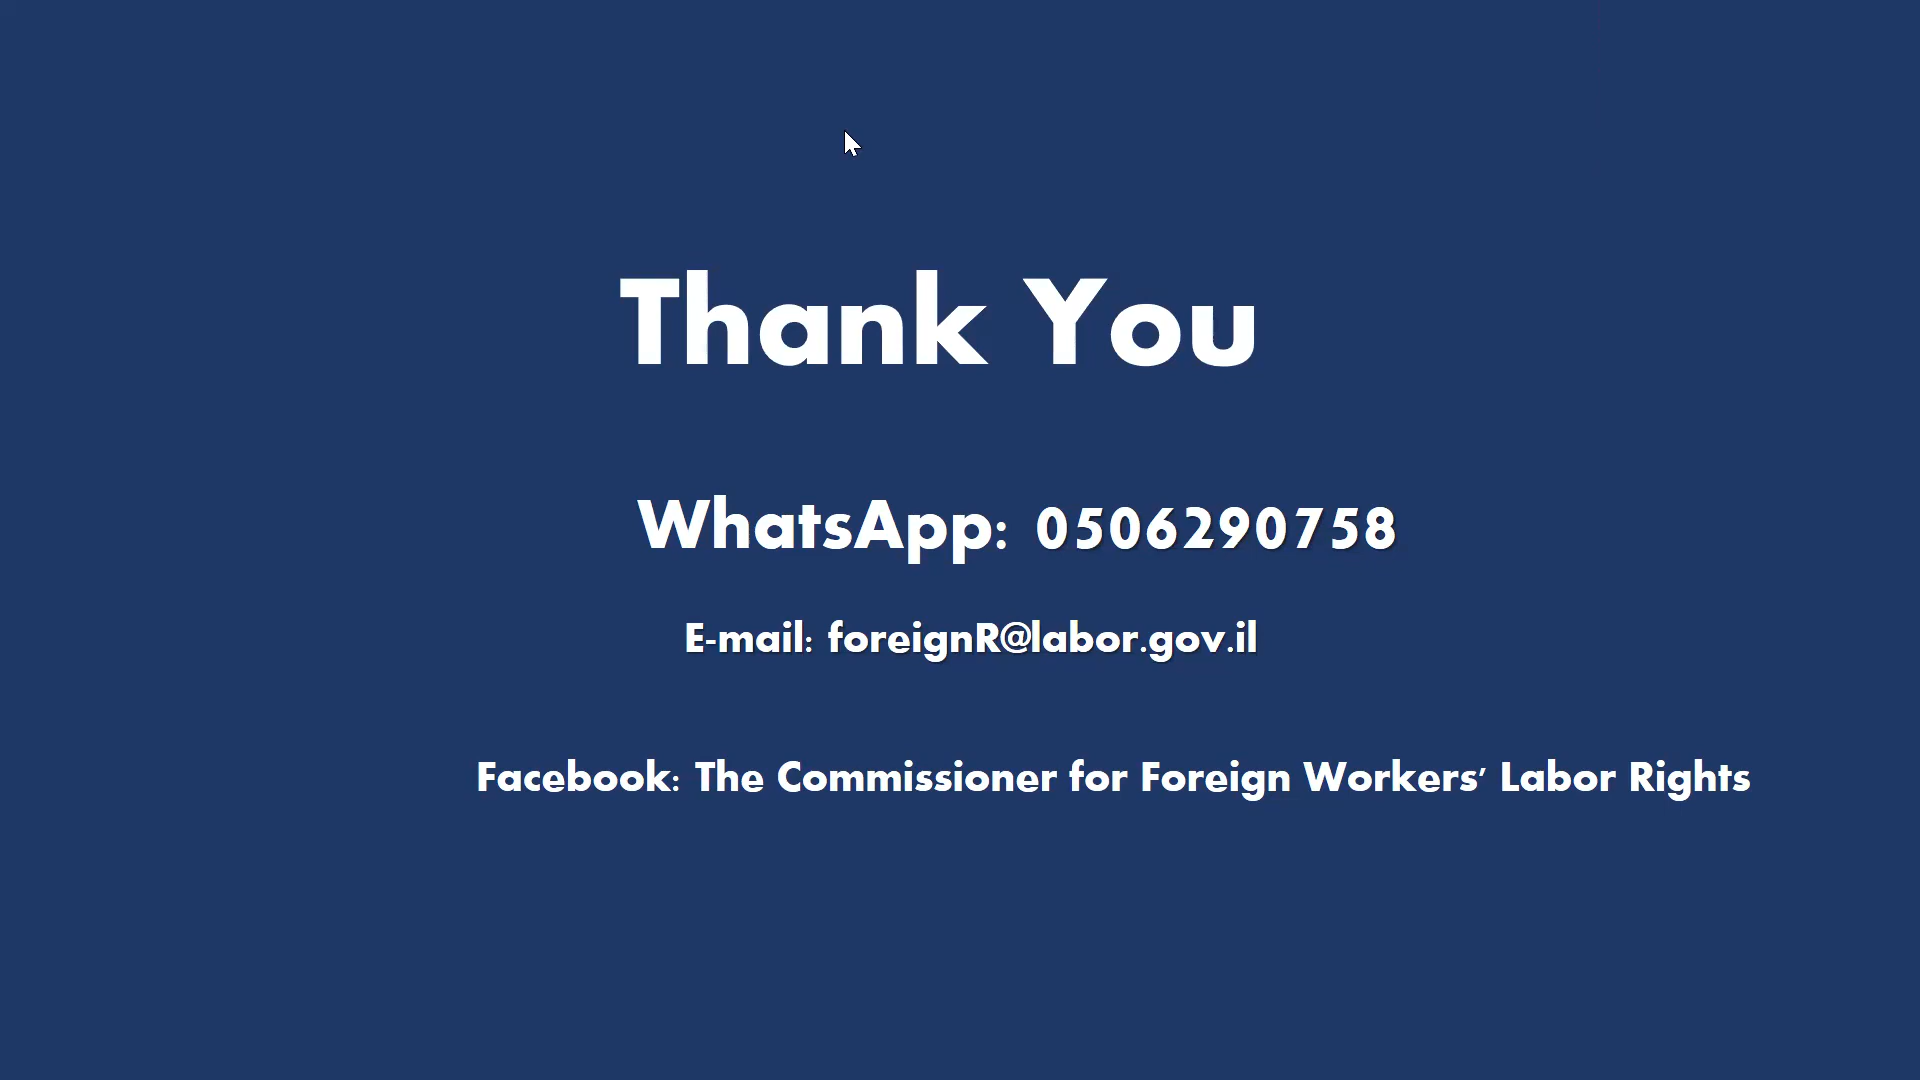 Thank You
WhatsApp: 0506290758
E-mail: foreignR@labor.gov.il
Facebook: The Commissioner for Foreign Workers' Labor Rights